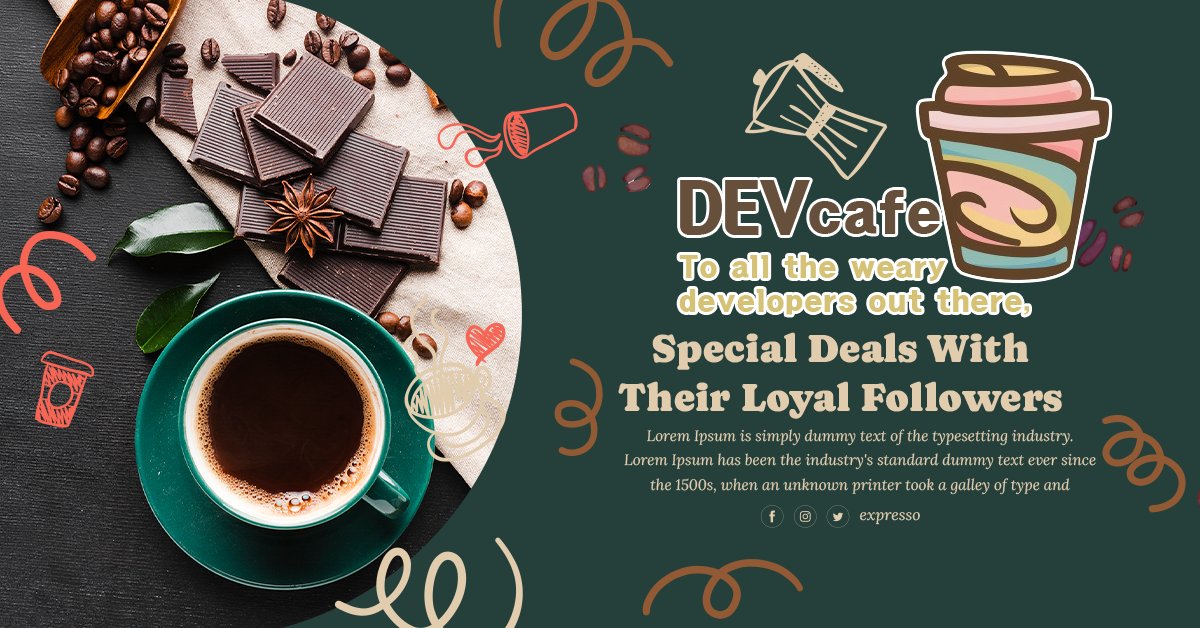 DEVcafe
To all the weary
developers out there,
Special Deals With
Their Loyal Followers
Lorem Ipsum is simply dummy text of the typesetting industry.
Lorem Ipsum has been the industry's standard dummy text ever since
the 1500s, when an unknown printer took a galley of type and
expresso